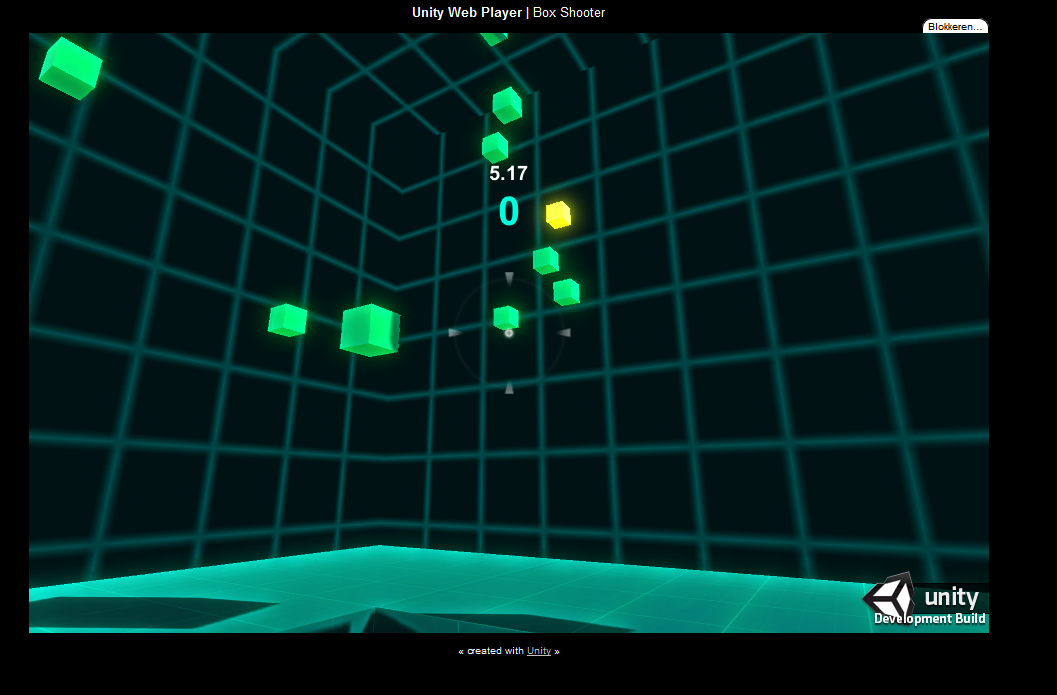 Unity Web Player | Box Shooter
Blokkeren...
5.17
0
unity
Development Build
« created with Unity »